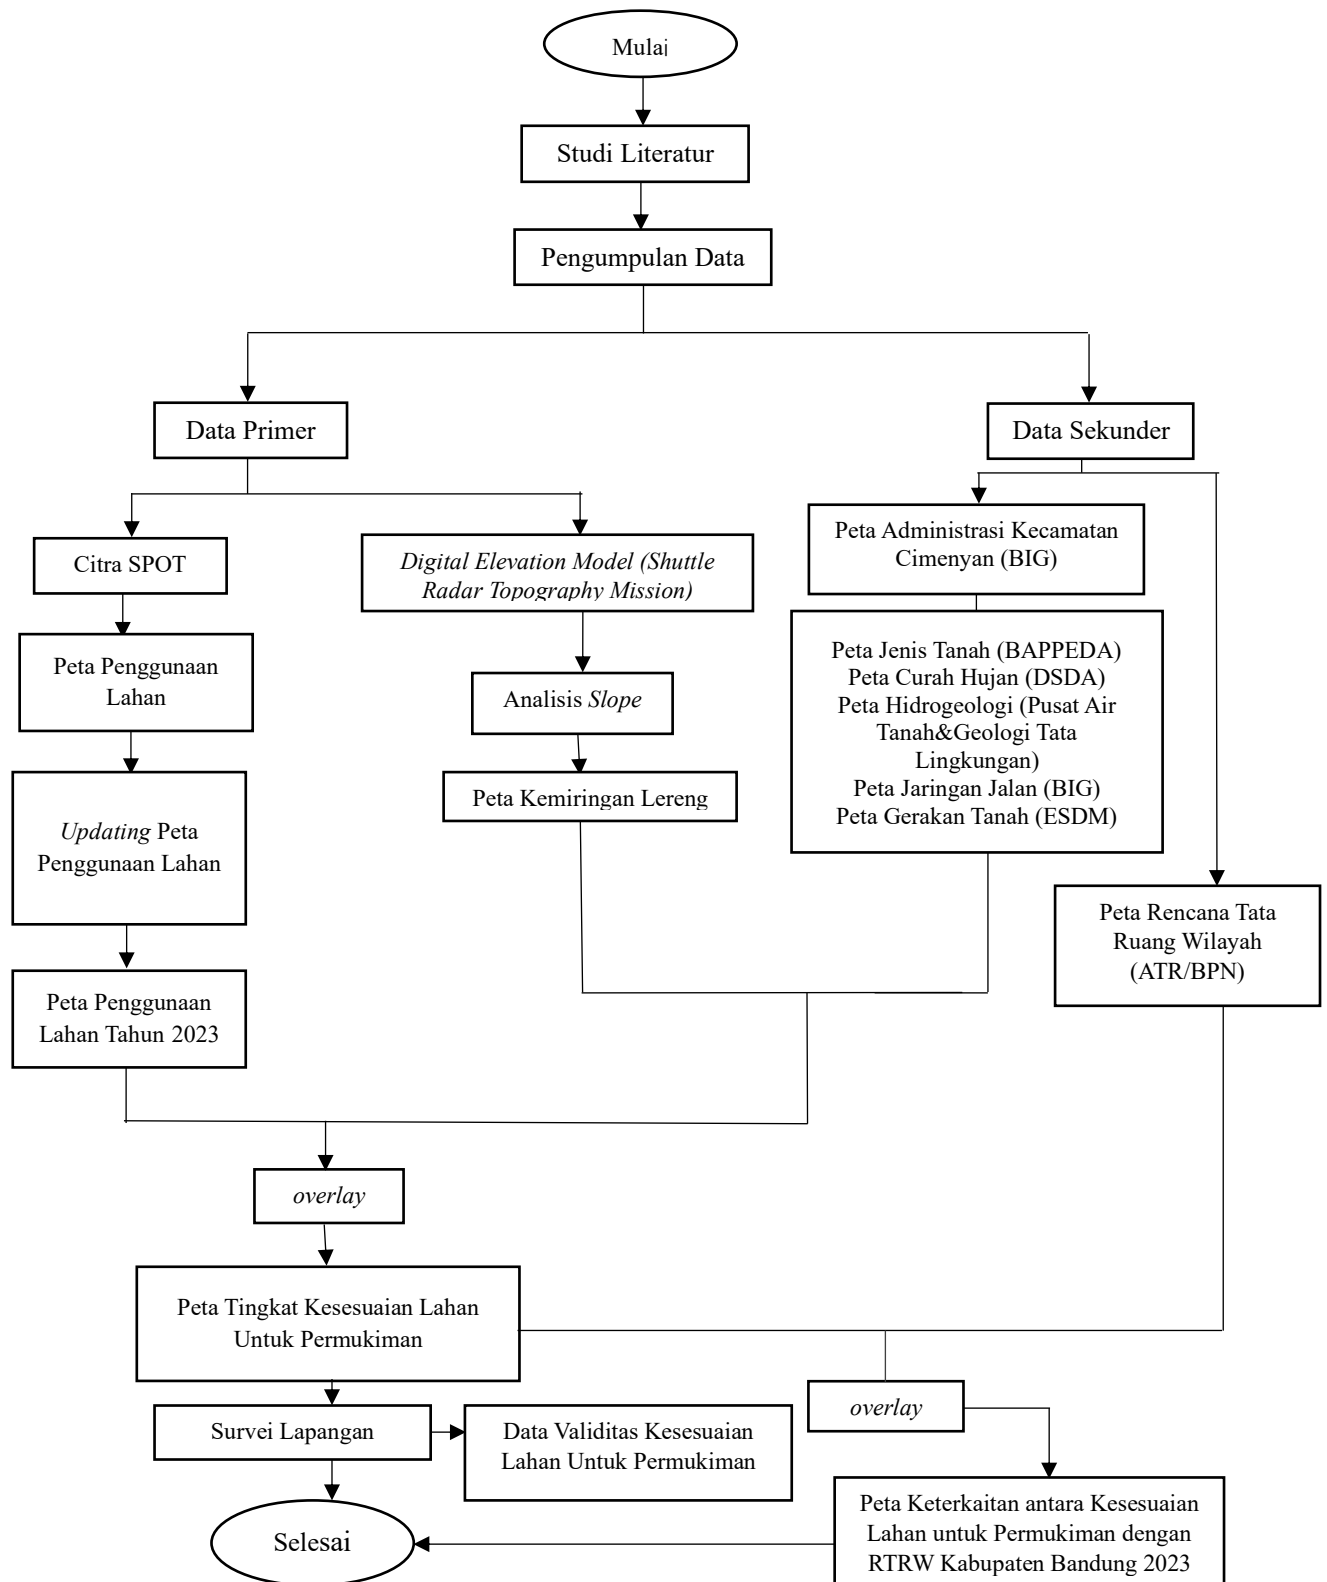 Mulai
Studi Literatur
Pengumpulan Data
Data Primer
Data Sekunder
Citra SPOT
Digital Elevation Model (Shuttle
Radar Topography Mission)
Peta Administrasi Kecamatan
Cimenyan (BIG)
Peta Penggunaan
Lahan
Analisis Slope
Peta Jenis Tanah (BAPPEDA)
Peta Curah Hujan (DSDA)
Peta Hidrogeologi (Pusat Air
Tanah&Geologi Tata
Lingkungan)
Peta Jaringan Jalan (BIG)
Peta Gerakan Tanah (ESDM)
Updating Peta
Penggunaan Lahan
Peta Kemiringan Lereng
Peta Rencana Tata
Ruang Wilayah
(ATR/BPN)
Peta Penggunaan
Lahan Tahun 2023
overlay
Peta Tingkat Kesesuaian Lahan
Untuk Permukiman
overlay
Survei Lapangan
Data Validitas Kesesuaian
Lahan Untuk Permukiman
Peta Keterkaitan antara Kesesuaian
Lahan untuk Permukiman dengan
RTRW Kabupaten Bandung 2023
Selesai